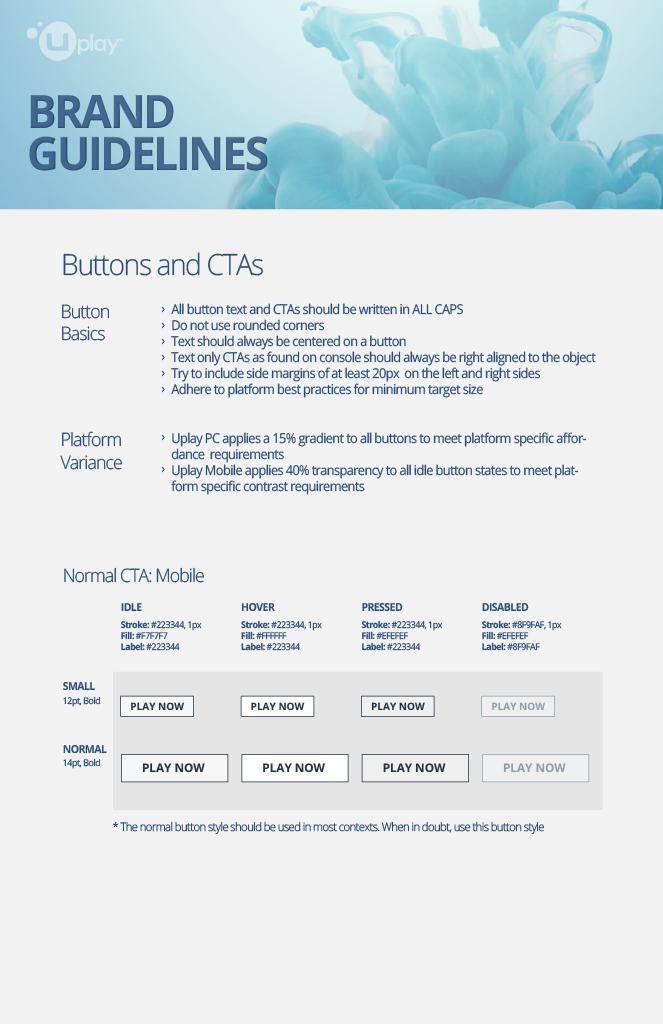 Uplay
BRAND
GUIDELINES
Buttons and CTAs
Button
Basics
› All button text and CTAs should be written in ALL CAPS
› Do not use rounded corners
› Text should always be centered on a button
› Text only CTAs as found on console should always be right aligned to the object
› Try to include side margins of at least 20px on the left and right sides
› Adhere to platform best practices for minimum target size
Platform
Variance
› Uplay PC applies a 15% gradient to all buttons to meet platform specific affor-
dance requirements
› Uplay Mobile applies 40% transparency to all idle button states to meet plat-
form specific contrast requirements
Normal CTA: Mobile
IDLE HOVER PRESSED DISABLED
Stroke: #223344, 1px Stroke: #223344, 1px Stroke: #223344, 1px Stroke: #8F9FAF, 1px
Fill: #F7F7F7 Fill: #FFFFFF Fill: #EFEFEF Fill: #EFEFEF
Label: #223344 Label: #223344 Label: #223344 Label: #8F9FAF
SMALL
12pt, Bold
PLAY NOW PLAY NOW PLAY NOW PLAY NOW
NORMAL
14pt, Bold
PLAY NOW PLAY NOW PLAY NOW PLAY NOW
* The normal button style should be used in most contexts. When in doubt, use this button style